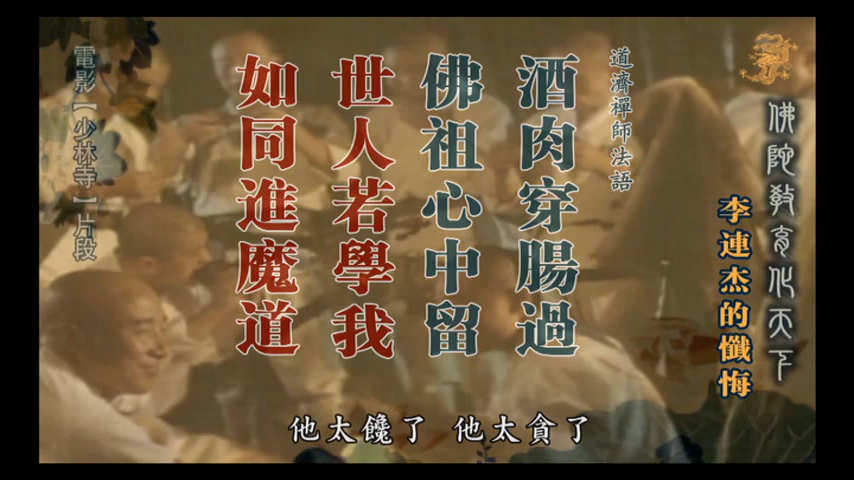 佛陀教育化天下
李連杰的懺悔
道濟禪師法語
酒肉穿腸過
佛祖心中留
世人若學我
如同進魔道
電影【少林寺】片段
他太饞了 他太貪了